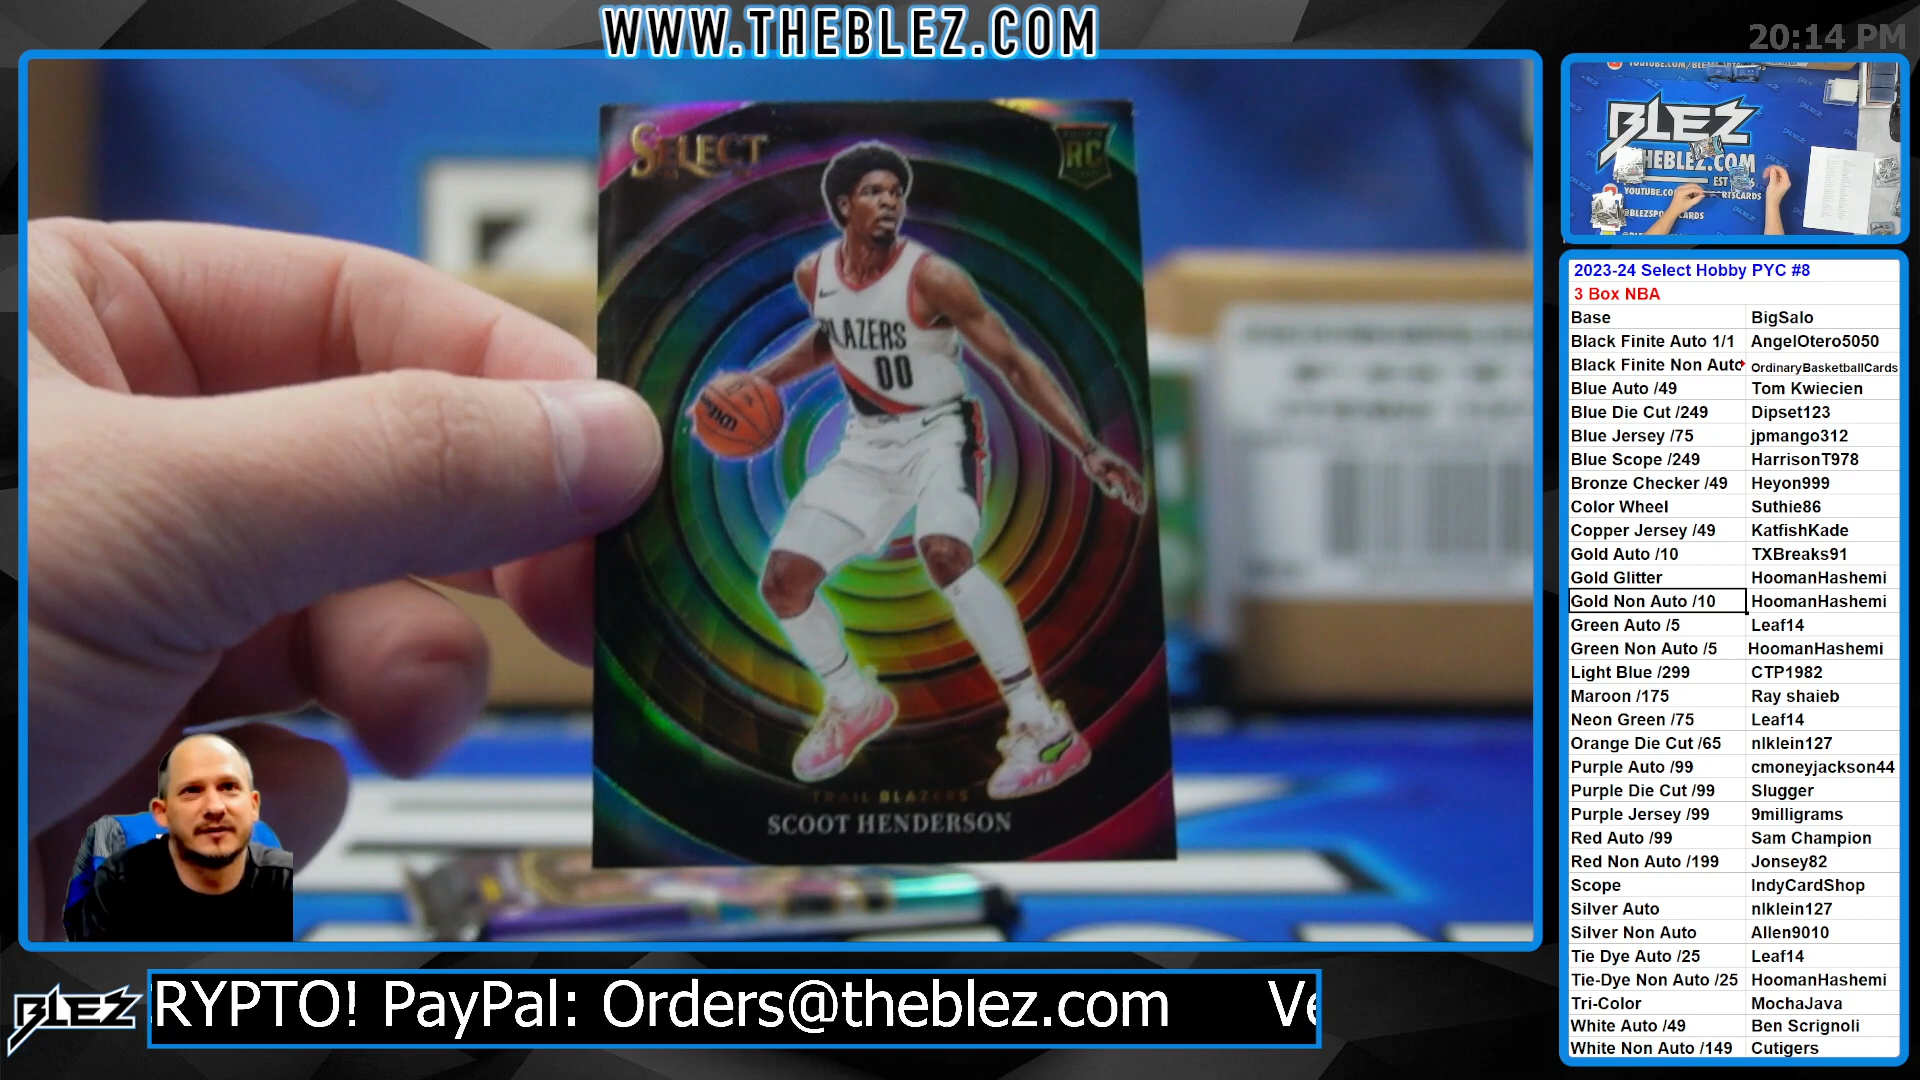 WWW.THEBLEZ.COM
20:14 PM
SELECT
ROOKIE
RC
BLAZERS
00
TRAIL BLAZERS
SCOOT HENDERSON
BLEZ
THEBLEZ.COM
2023-24 Select Hobby PYC #8
3 Box NBA
Base BigSalo
Black Finite Auto 1/1 AngelOtero5050
Black Finite Non Auto OrdinaryBasketballCards
Blue Auto /49 Tom Kwiecien
Blue Die Cut /249 Dipset123
Blue Jersey /75 jpmango312
Blue Scope /249 HarrisonT978
Bronze Checker /49 Heyon999
Color Wheel Suthie86
Copper Jersey /49 KatfishKade
Gold Auto /10 TXBreaks91
Gold Glitter HoomanHashemi
Gold Non Auto /10 HoomanHashemi
Green Auto /5 Leaf14
Green Non Auto /5 HoomanHashemi
Light Blue /299 CTP1982
Maroon /175 Ray shaieb
Neon Green /75 Leaf14
Orange Die Cut /65 nlklein127
Purple Auto /99 cmoneyjackson44
Purple Die Cut /99 Slugger
Purple Jersey /99 9milligrams
Red Auto /99 Sam Champion
Red Non Auto /199 Jonsey82
Scope IndyCardShop
Silver Auto nlklein127
Silver Non Auto Allen9010
Tie Dye Auto /25 Leaf14
Tie-Dye Non Auto /25 HoomanHashemi
Tri-Color MochaJava
White Auto /49 Ben Scrignoli
White Non Auto /149 Cutigers
BLEZ
RYPTO! PayPal: Orders@theblez.com Ve